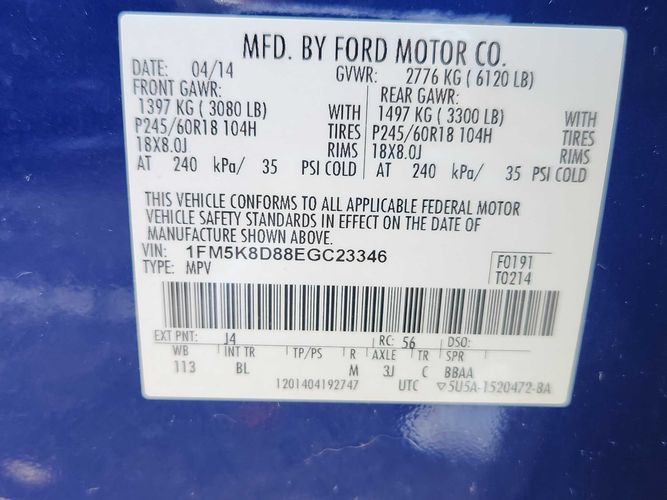 MFD. BY FORD MOTOR CO.
DATE: 04/14 GVWR: 2776 KG ( 6120 LB)
FRONT GAWR: REAR GAWR:
1397 KG ( 3080 LB) WITH 1497 KG ( 3300 LB) WITH
P245/60R18 104H TIRES P245/60R18 104H TIRES
18X8.0J RIMS 18X8.0J RIMS
AT 240 kPa/ 35 PSI COLD AT 240 kPa/ 35 PSI COLD
THIS VEHICLE CONFORMS TO ALL APPLICABLE FEDERAL MOTOR
VEHICLE SAFETY STANDARDS IN EFFECT ON THE DATE OF
MANUFACTURE SHOWN ABOVE.
VIN: 1FM5K8D88EGC23346 F0191
TYPE: MPV T0214
EXT PNT: J4 RC: 56 DSO:
WB INT TR TP/PS R AXLE TR SPR
113 BL M 3J C BBAA
1201404192747 UTC ▽5U5A-1520472-BA